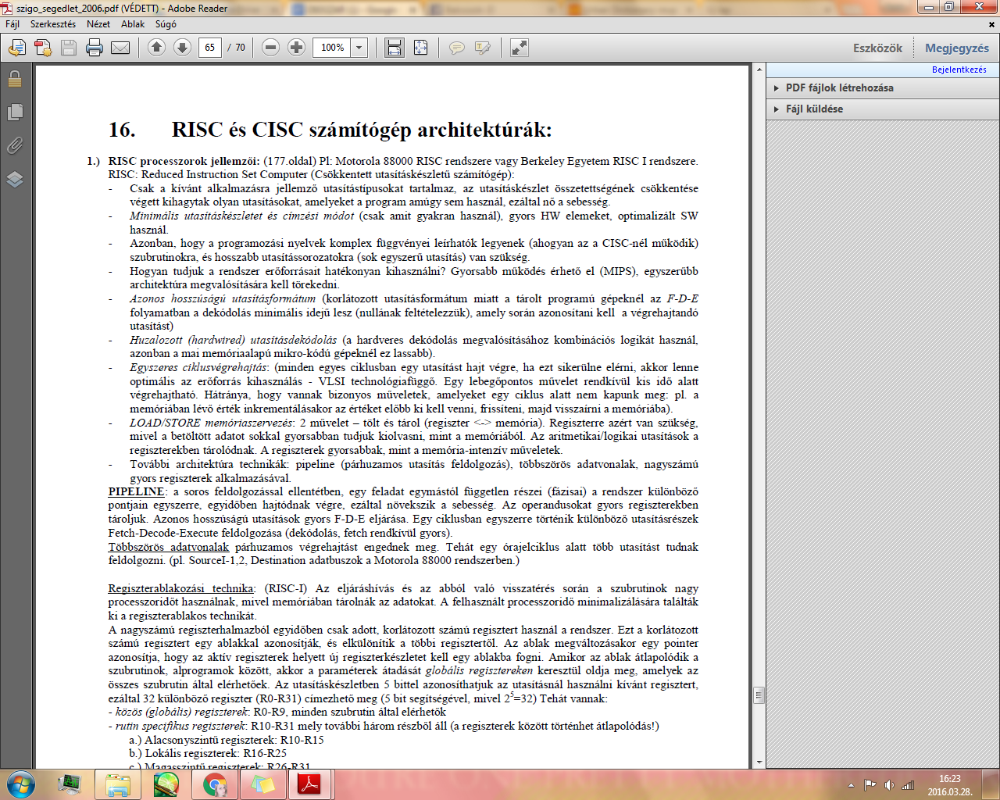 szigo_segedlet_2006.pdf (VÉDETT) - Adobe Reader
Fájl Szerkesztés Nézet Ablak Súgó
65 / 70 100% Eszközök Megjegyzés
Bejelentkezés
PDF fájlok létrehozása
Fájl küldése
16. RISC és CISC számítógép architektúrák:
1.) RISC processzorok jellemzői: (177.oldal) Pl: Motorola 88000 RISC rendszere vagy Berkeley Egyetem RISC I rendszere.
RISC: Reduced Instruction Set Computer (Csökkentett utasításkészletű számítógép):
- Csak a kívánt alkalmazásra jellemző utasítástípusokat tartalmaz, az utasításkészlet összetettségének csökkentése
végett kihagytak olyan utasításokat, amelyeket a program amúgy sem használ, ezáltal nő a sebesség.
- Minimális utasításkészletet és címzési módot (csak amit gyakran használ), gyors HW elemeket, optimalizált SW
használ.
- Azonban, hogy a programozási nyelvek komplex függvényei leírhatók legyenek (ahogyan az a CISC-nél működik)
szubrutinokra, és hosszabb utasítássorozatokra (sok egyszerű utasítás) van szükség.
- Hogyan tudjuk a rendszer erőforrásait hatékonyan kihasználni? Gyorsabb működés érhető el (MIPS), egyszerűbb
architektúra megvalósítására kell törekedni.
- Azonos hosszúságú utasításformátum (korlátozott utasításformátum miatt a tárolt programú gépeknél az F-D-E
folyamatban a dekódolás minimális idejű lesz (nullának feltételezzük), amely során azonosítani kell a végrehajtandó
utasítást)
- Huzalozott (hardwired) utasításdekódolás (a hardveres dekódolás megvalósításához kombinációs logikát használ,
azonban a mai memóriaalapú mikro-kódú gépeknél ez lassabb).
- Egyszeres ciklusvégrehajtás: (minden egyes ciklusban egy utasítást hajt végre, ha ezt sikerülne elérni, akkor lenne
optimális az erőforrás kihasználás - VLSI technológiafüggő. Egy lebegőpontos művelet rendkívül kis idő alatt
végrehajtható. Hátránya, hogy vannak bizonyos műveletek, amelyeket egy ciklus alatt nem kapunk meg: pl. a
memóriában lévő érték inkrementálásakor az értéket előbb ki kell venni, frissíteni, majd visszaírni a memóriába).
- LOAD/STORE memóriaszervezés: 2 művelet – tölt és tárol (regiszter <-> memória). Regiszterre azért van szükség,
mivel a betöltött adatot sokkal gyorsabban tudjuk kiolvasni, mint a memóriából. Az aritmetikai/logikai utasítások a
regiszterekben tárolódnak. A regiszterek gyorsabbak, mint a memória-intenzív műveletek.
- További architektúra technikák: pipeline (párhuzamos utasítás feldolgozás), többszörös adatvonalak, nagyszámú
gyors regiszterek alkalmazásával.
PIPELINE: a soros feldolgozással ellentétben, egy feladat egymástól független részei (fázisai) a rendszer különböző
pontjain egyszerre, egyidőben hajtódnak végre, ezáltal növekszik a sebesség. Az operandusokat gyors regiszterekben
tároljuk. Azonos hosszúságú utasítások gyors F-D-E eljárása. Egy ciklusban egyszerre történik különböző utasításrészek
Fetch-Decode-Execute feldolgozása (dekódolás, fetch rendkívül gyors).
Többszörös adatvonalak párhuzamos végrehajtást engednek meg. Tehát egy órajelciklus alatt több utasítást tudnak
feldolgozni. (pl. SourceI-1,2, Destination adatbuszok a Motorola 88000 rendszerben.)
Regiszterablakozási technika: (RISC-I) Az eljáráshívás és az abból való visszatérés során a szubrutinok nagy
processzoridőt használnak, mivel memóriában tárolnák az adatokat. A felhasznált processzoridő minimalizálására találták
ki a regiszterablakos technikát.
A nagyszámú regiszterhalmazból egyidőben csak adott, korlátozott számú regisztert használ a rendszer. Ezt a korlátozott
számú regisztert egy ablakkal azonosítják, és elkülönítik a többi regisztertől. Az ablak megváltozásakor egy pointer
azonosítja, hogy az aktív regiszterek helyett új regiszterkészletet kell egy ablakba fogni. Amikor az ablak átlapolódik a
szubrutinok, alprogramok között, akkor a paraméterek átadását globális regisztereken keresztül oldja meg, amelyek az
összes szubrutin által elérhetőek. Az utasításkészletben 5 bittel azonosíthatjuk az utasításnál használni kívánt regisztert,
ezáltal 32 különböző regiszter (R0-R31) címezhető meg (5 bit segítségével, mivel 2⁵=32) Tehát vannak:
- közös (globális) regiszterek: R0-R9, minden szubrutin által elérhetők
- rutin specifikus regiszterek: R10-R31 mely további három részből áll (a regiszterek között történhet átlapolódás!)
a.) Alacsonyszintű regiszterek: R10-R15
b.) Lokális regiszterek: R16-R25
c.) Magasszintű regiszterek: R26-R31
16:23
2016.03.28.